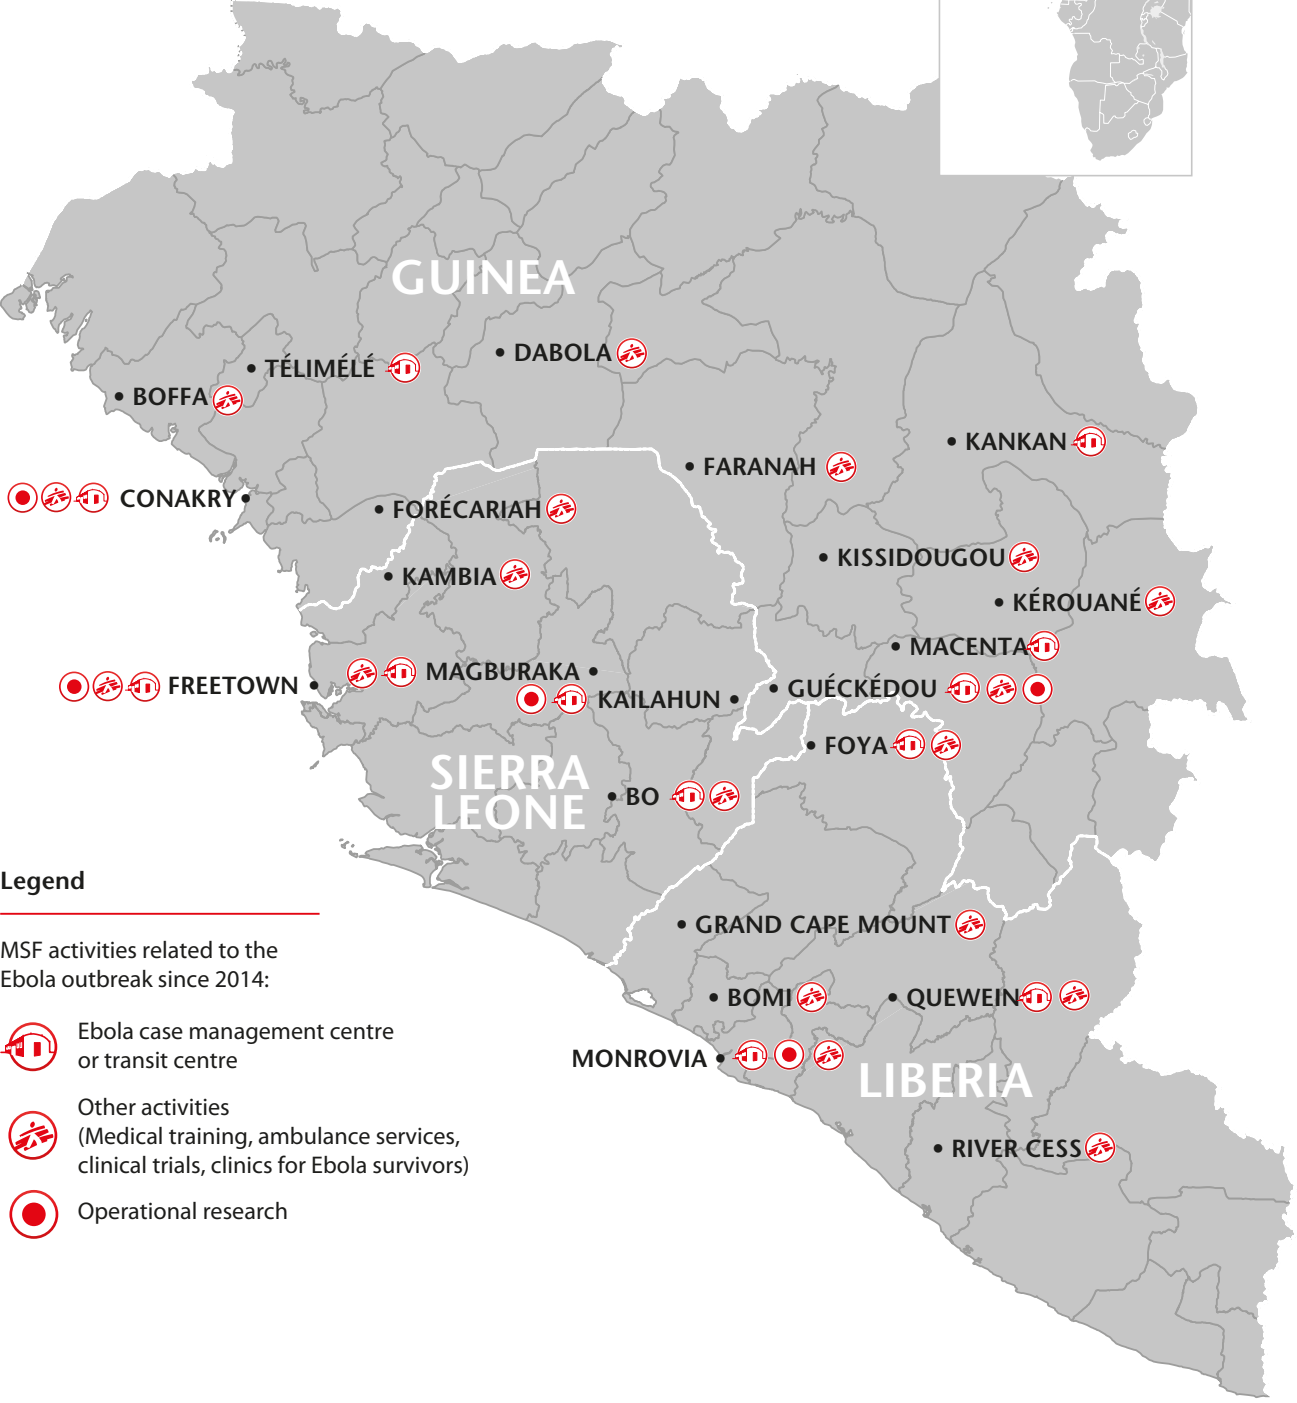 GUINEA
DABOLA
TÉLIMÉLÉ
BOFFA
KANKAN
FARANAH
CONAKRY
FORÉCARIAH
KISSIDOUGOU
KAMBIA
KÉROUANÉ
MACENTA
MAGBURAKA
FREETOWN
GUÉCKÉDOU
KAILAHUN
FOYA
SIERRA
LEONE
BO
Legend
GRAND CAPE MOUNT
MSF activities related to the
Ebola outbreak since 2014:
BOMI
QUEWEIN
Ebola case management centre
or transit centre
MONROVIA
LIBERIA
Other activities
(Medical training, ambulance services,
clinical trials, clinics for Ebola survivors)
RIVER CESS
Operational research